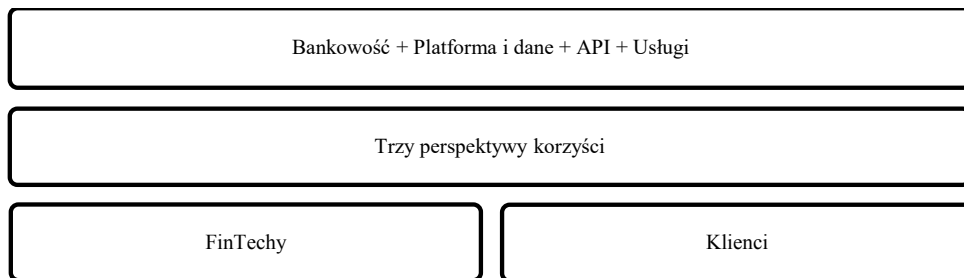 Bankowość + Platforma i dane + API + Usługi
Trzy perspektywy korzyści
FinTechy
Klienci